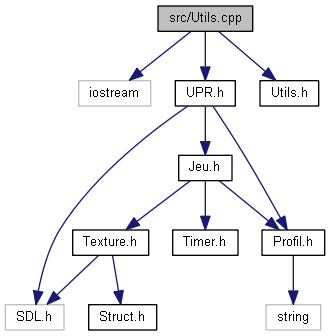 src/Utils.cpp
iostream
UPR.h
Utils.h
Jeu.h
Texture.h
Timer.h
Profil.h
SDL.h
Struct.h
string